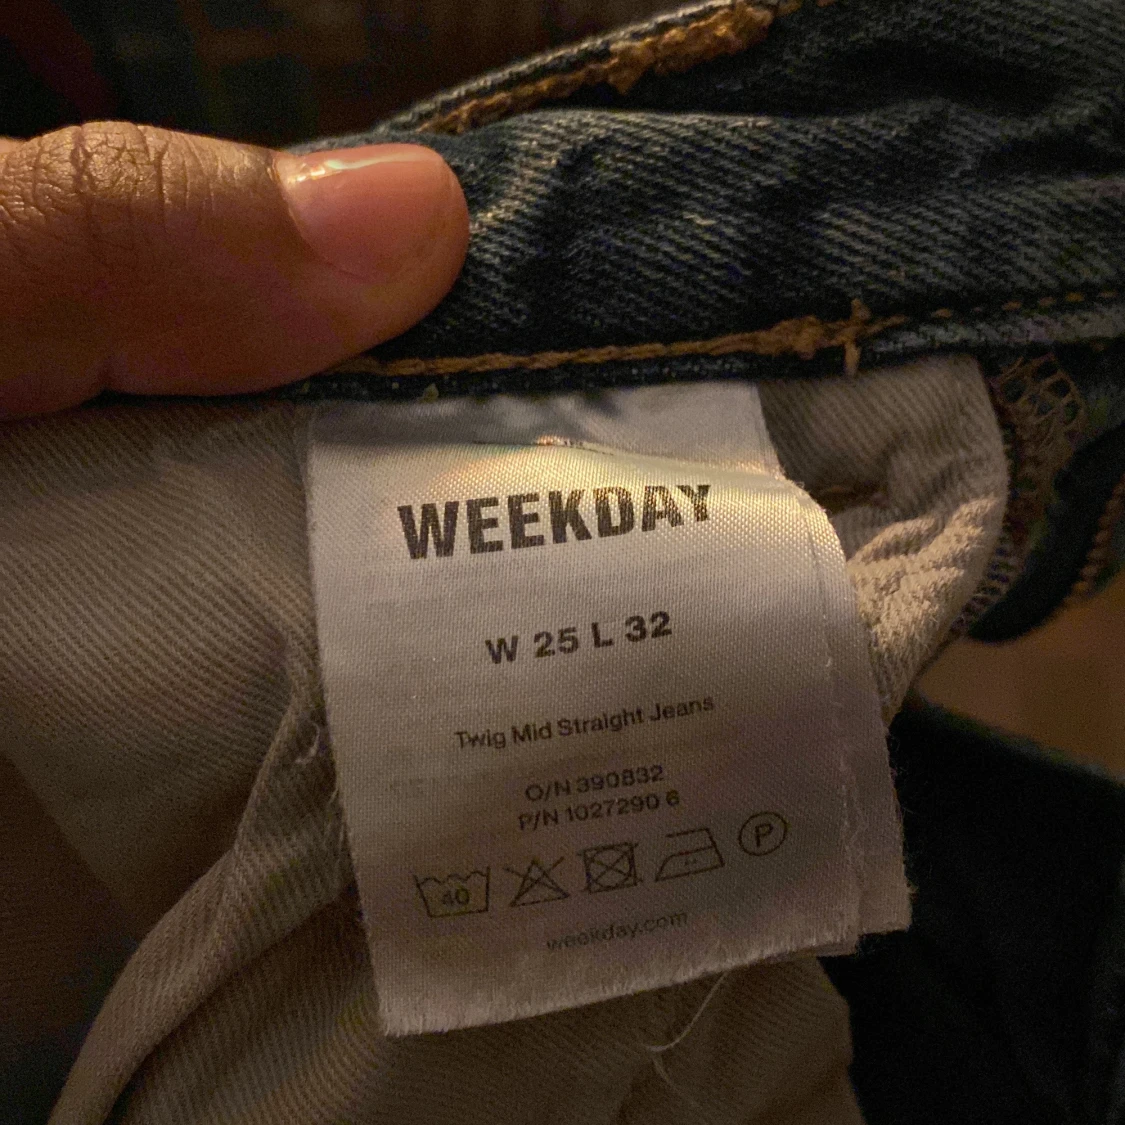 WEEKDAY
W 25 L 32
Twig Mid Straight Jeans
O/N 390832
P/N 1027290 6
40
P
weekday.com